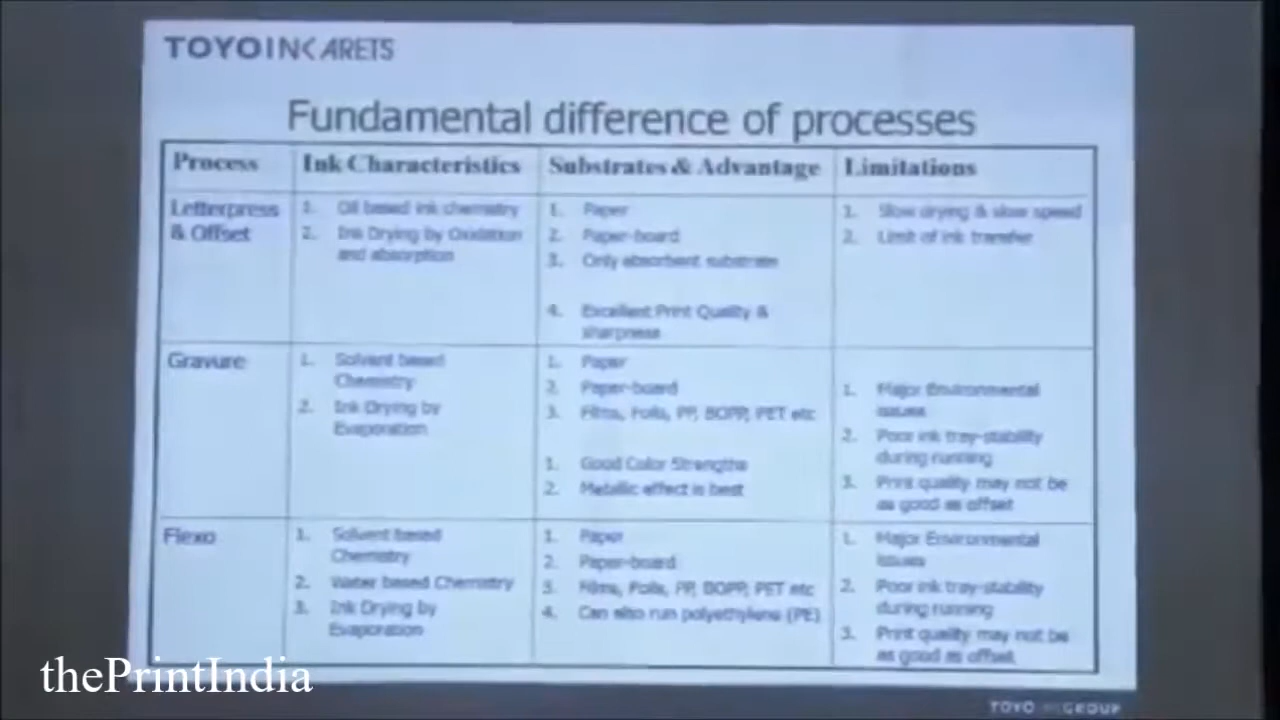 TOYOINK ARETS
Fundamental difference of processes
Process
Ink Characteristics
Substrates & Advantage
Limitations
Letterpress
& Offset
1. Oil based ink chemistry
2. Ink Drying by Oxidation
and absorption
1. Paper
2. Paper-board
3. Only absorbent substrate
4. Excellent Print Quality &
sharpness
1. Slow drying & slow speed
2. Limit of ink transfer
Gravure
1. Solvent based
Chemistry
2. Ink Drying by
Evaporation
1. Paper
2. Paper-board
3. Films, Foils, PP, BOPP, PET etc
1. Good Color Strengths
2. Metallic effect is best
1. Major Environmental
issues
2. Poor ink tray-stability
during running
3. Print quality may not be
as good as offset
Flexo
1. Solvent based
Chemistry
2. Water based Chemistry
3. Ink Drying by
Evaporation
1. Paper
2. Paper-board
3. Films, Foils, PP, BOPP, PET etc
4. Can also run polyethylene (PE)
1. Major Environmental
issues
2. Poor ink tray-stability
during running
3. Print quality may not be
as good as offset
thePrintIndia
TOYO INK GROUP